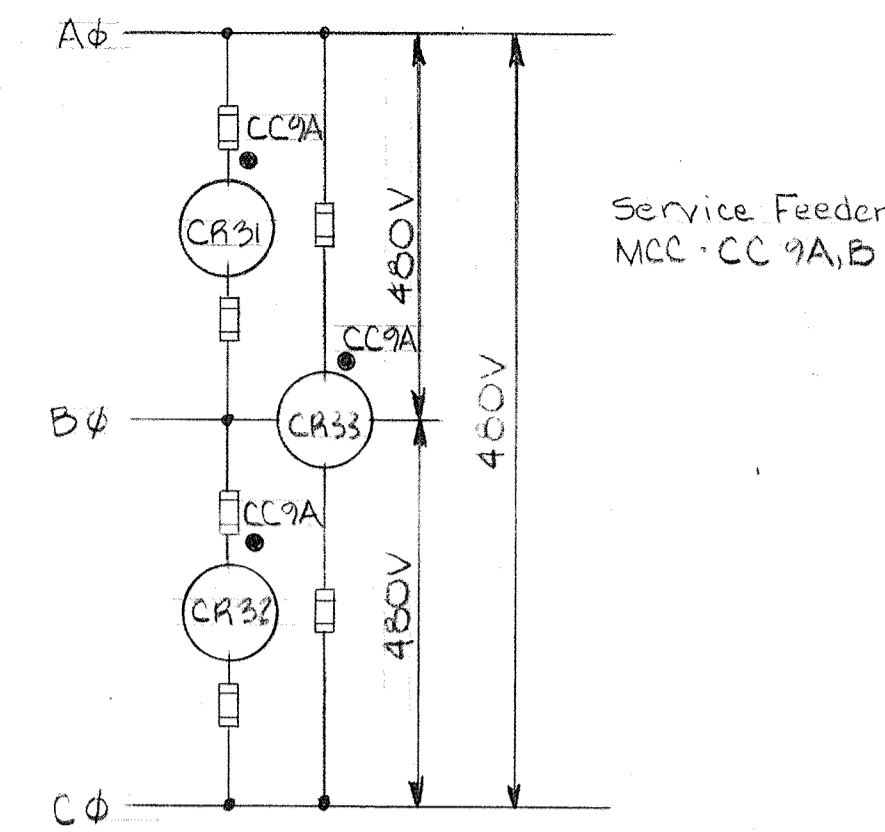 Aϕ
CC9A
CR31
480V
Service Feeder
MCC · CC 9A,B
CC9A
480V
Bϕ
CR33
CC9A
480V
CR32
Cϕ